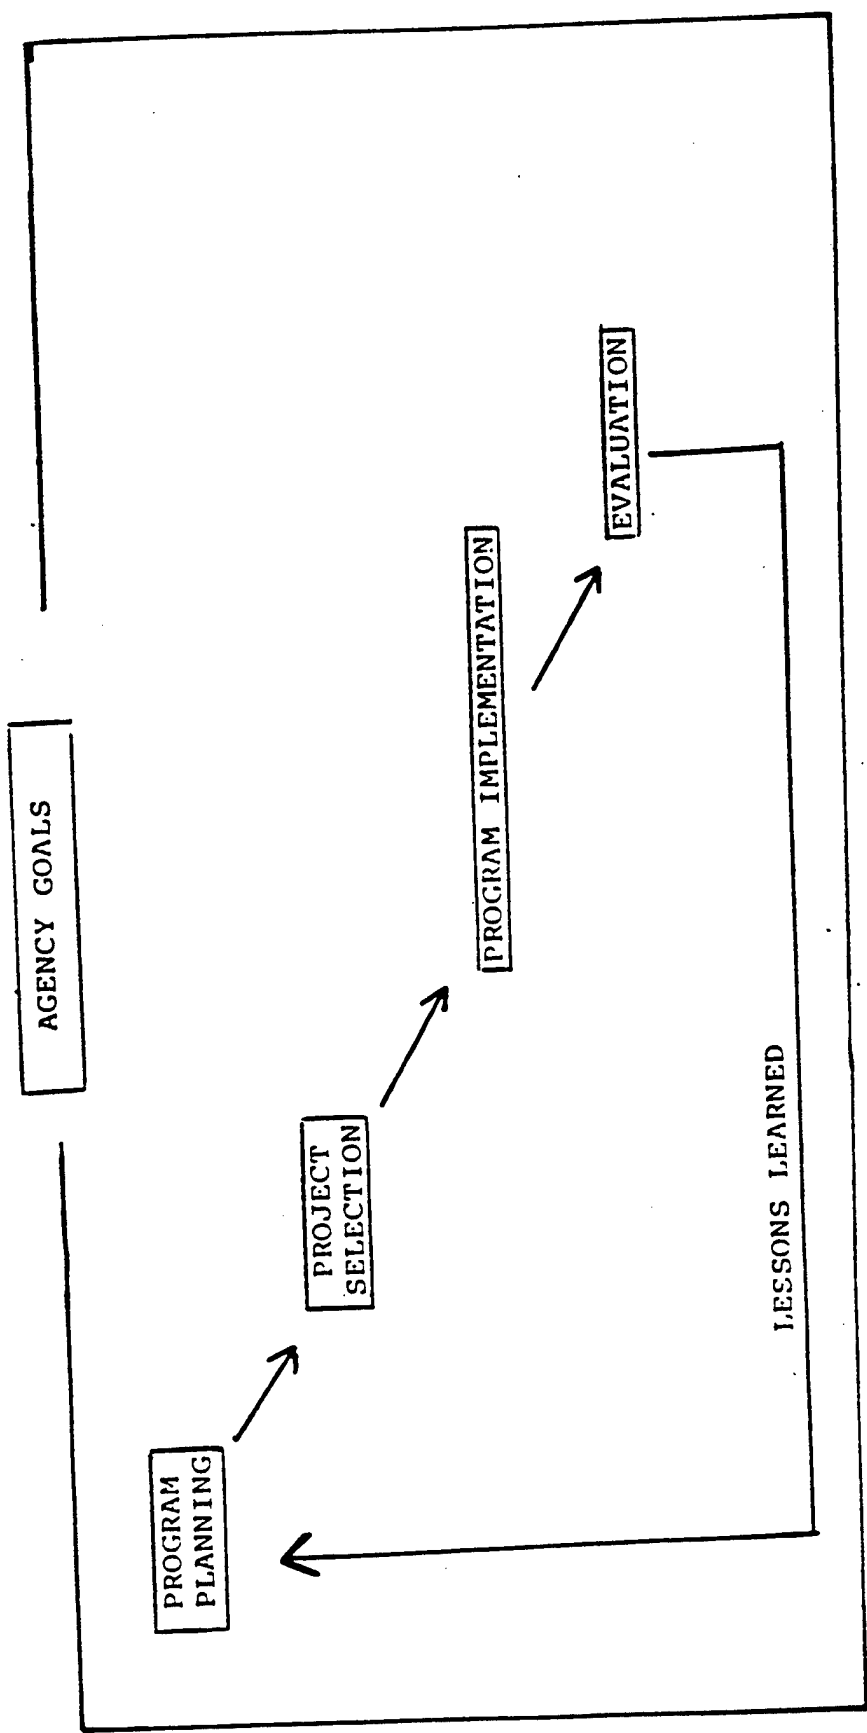 AGENCY GOALS
PROGRAM
PLANNING
PROJECT
SELECTION
PROGRAM IMPLEMENTATION
EVALUATION
LESSONS LEARNED